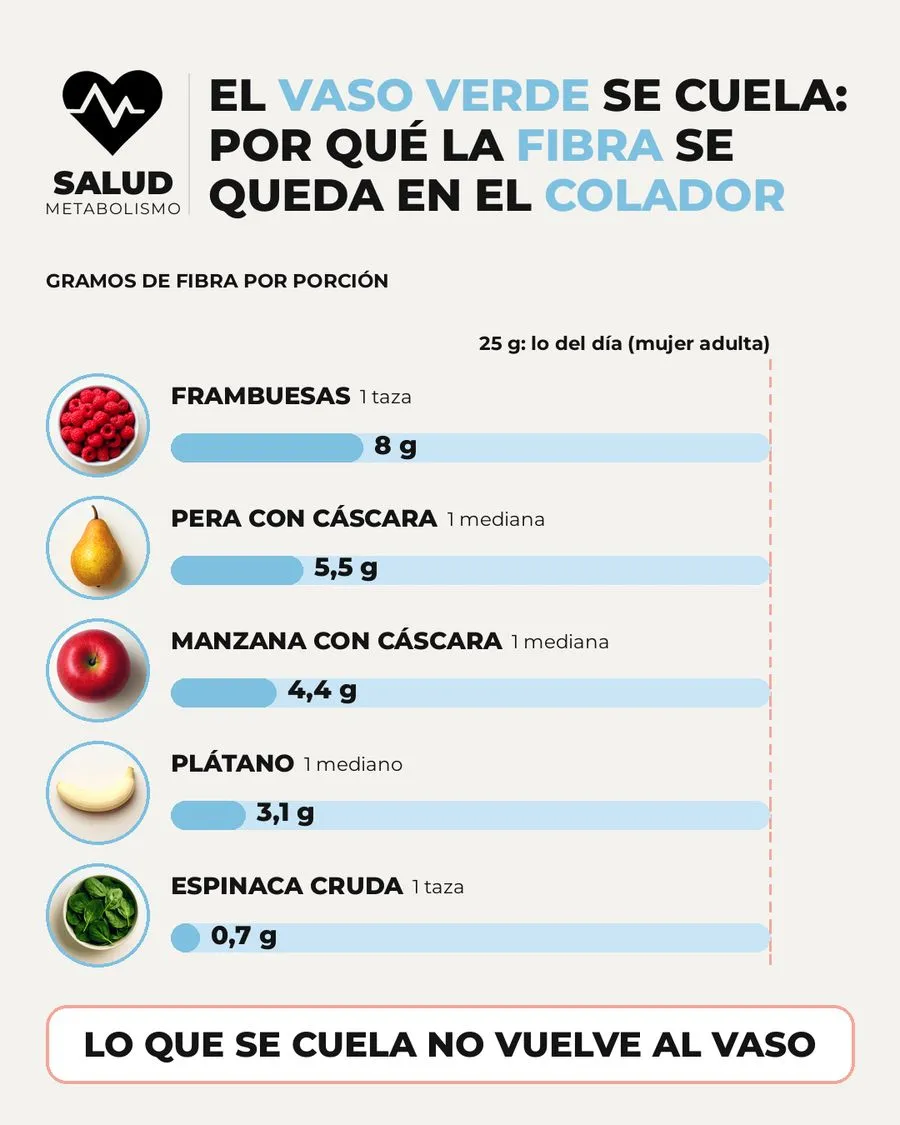 SALUD
METABOLISMO
EL VASO VERDE SE CUELA:
POR QUÉ LA FIBRA SE
QUEDA EN EL COLADOR
GRAMOS DE FIBRA POR PORCIÓN
25 g: lo del día (mujer adulta)
FRAMBUESAS 1 taza
8 g
PERA CON CÁSCARA 1 mediana
5,5 g
MANZANA CON CÁSCARA 1 mediana
4,4 g
PLÁTANO 1 mediano
3,1 g
ESPINACA CRUDA 1 taza
0,7 g
LO QUE SE CUELA NO VUELVE AL VASO